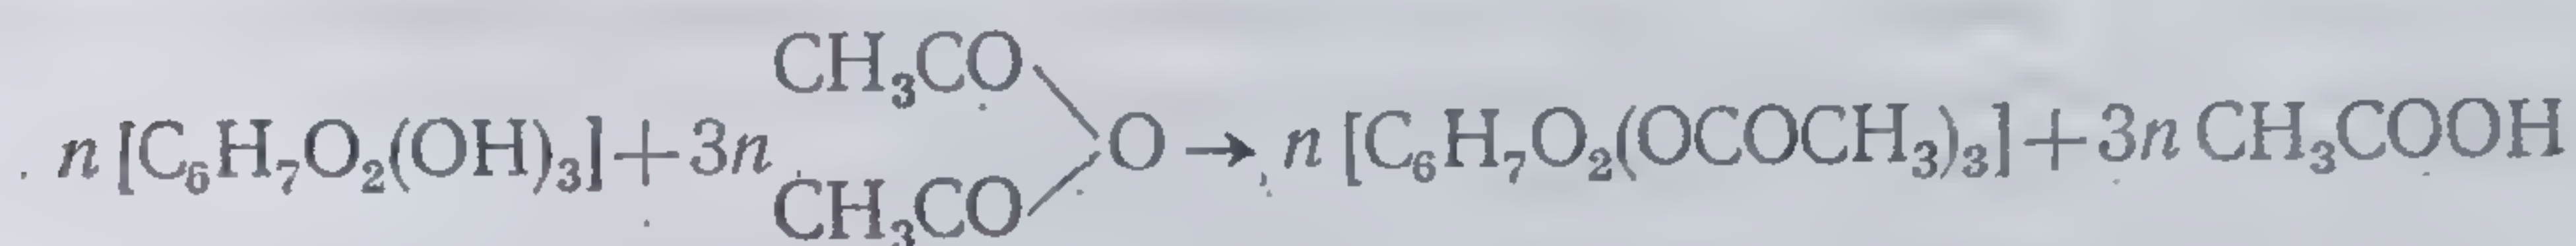 CH₃CO
n [C₆H₇O₂(OH)₃]+3n O → n [C₆H₇O₂(OCOCH₃)₃]+3n CH₃COOH
CH₃CO